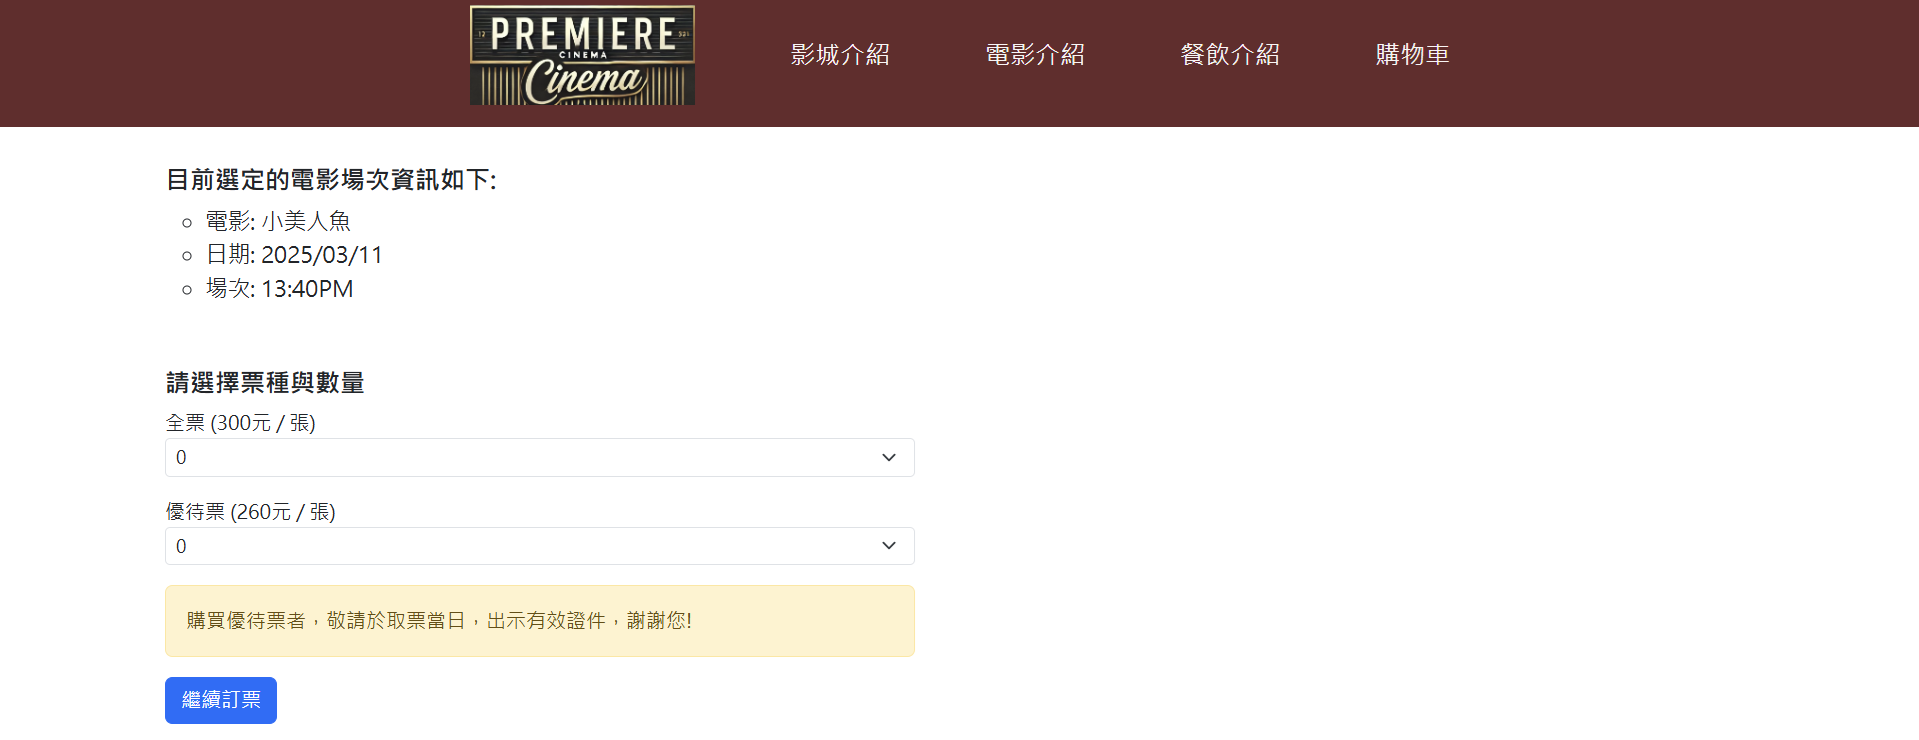 PREMIERE
CINEMA
Cinema
影城介紹
電影介紹
餐飲介紹
購物車
目前選定的電影場次資訊如下:
電影: 小美人魚
日期: 2025/03/11
場次: 13:40PM
請選擇票種與數量
全票 (300元 / 張)
0
優待票 (260元 / 張)
0
購買優待票者，敬請於取票當日，出示有效證件，謝謝您!
繼續訂票